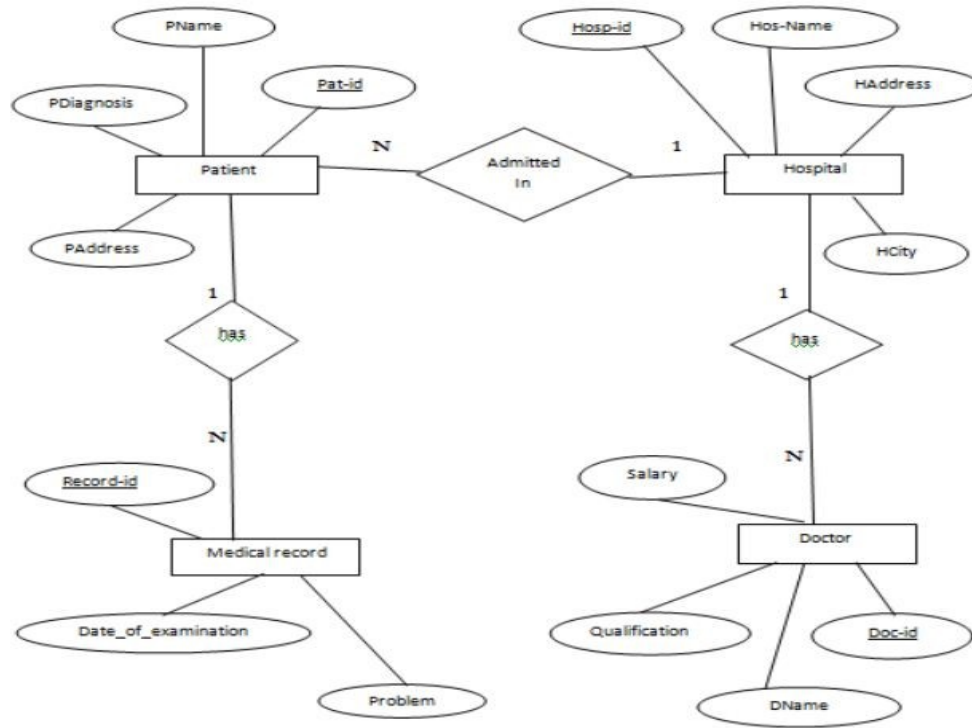 PName
Hosp-id
Hos-Name
Pat-id
HAddress
PDiagnosis
N
Admitted
In
1
Patient
Hospital
PAddress
HCity
1
1
has
has
N
N
Salary
Record-id
Doctor
Medical record
Date_of_examination
Qualification
Doc-id
Problem
DName